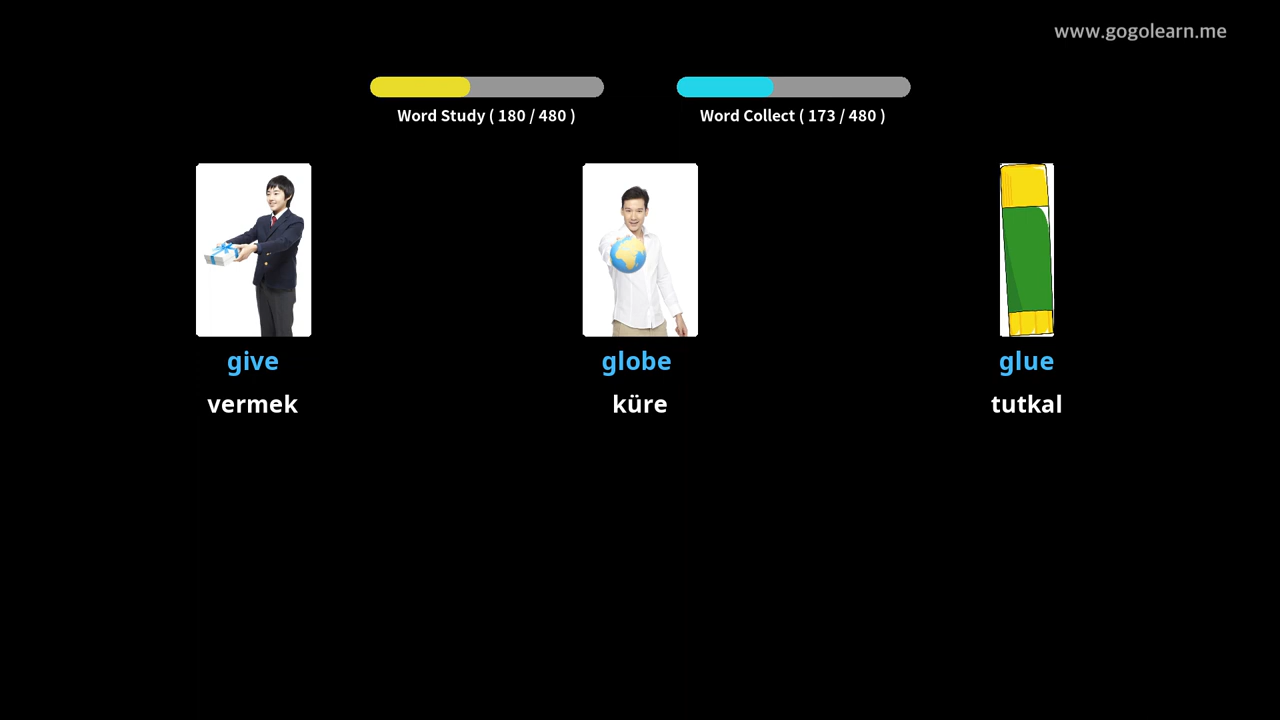 www.gogolearn.me
Word Study ( 180 / 480 )
Word Collect ( 173 / 480 )
give
globe
glue
vermek
küre
tutkal